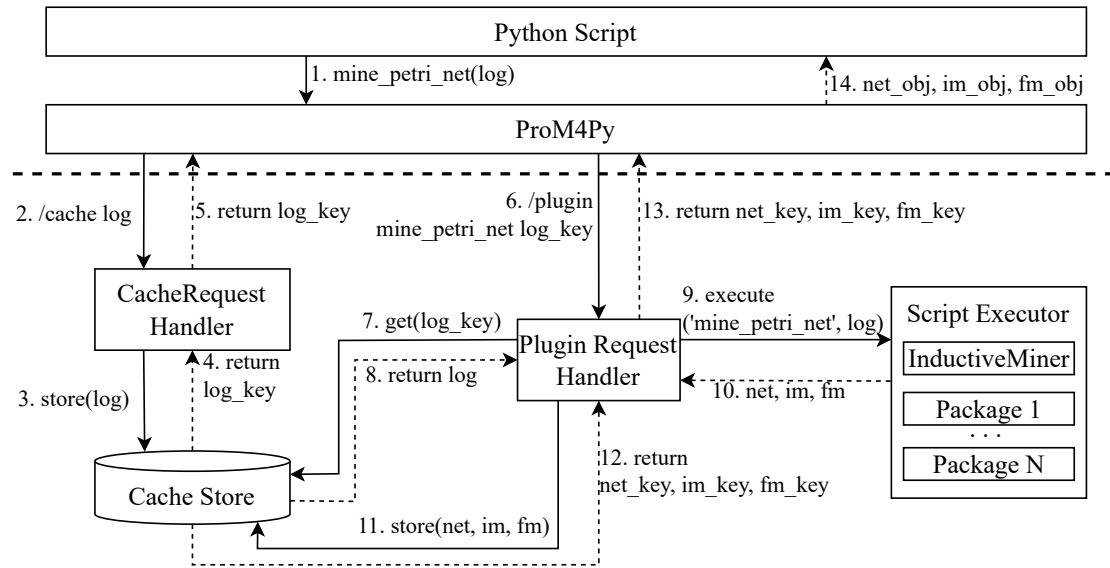 Python Script
1. mine_petri_net(log)
14. net_obj, im_obj, fm_obj
ProM4Py
2. /cache log
5. return log_key
6. /plugin
mine_petri_net log_key
13. return net_key, im_key, fm_key
CacheRequest
Handler
7. get(log_key)
Plugin Request
Handler
9. execute
('mine_petri_net', log)
Script Executor
InductiveMiner
Package 1
. . .
Package N
4. return
log_key
8. return log
10. net, im, fm
3. store(log)
Cache Store
12. return
net_key, im_key, fm_key
11. store(net, im, fm)